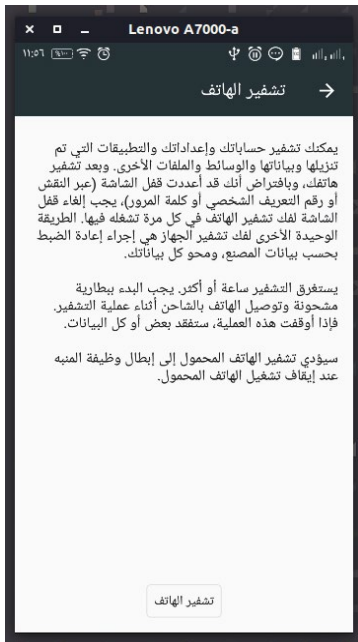 Lenovo A7000-a
١١:٥٦
تشفير الهاتف
يمكنك تشفير حساباتك وإعداداتك والتطبيقات التي تم
تنزيلها وبياناتها والوسائط والملفات الأخرى. وبعد تشفير
هاتفك، وبافتراض أنك قد أعددت قفل الشاشة (عبر النقش
أو رقم التعريف الشخصي أو كلمة المرور)، يجب إلغاء قفل
الشاشة لفك تشفير الهاتف في كل مرة تشغله فيها. الطريقة
الوحيدة الأخرى لفك تشفير الجهاز هي إجراء إعادة الضبط
بحسب بيانات المصنع، ومحو كل بياناتك.
يستغرق التشفير ساعة أو أكثر. يجب البدء ببطارية
مشحونة وتوصيل الهاتف بالشاحن أثناء عملية التشفير.
فإذا أوقفت هذه العملية، ستفقد بعض أو كل البيانات.
سيؤدي تشفير الهاتف المحمول إلى إبطال وظيفة المنبه
عند إيقاف تشغيل الهاتف المحمول.
تشفير الهاتف